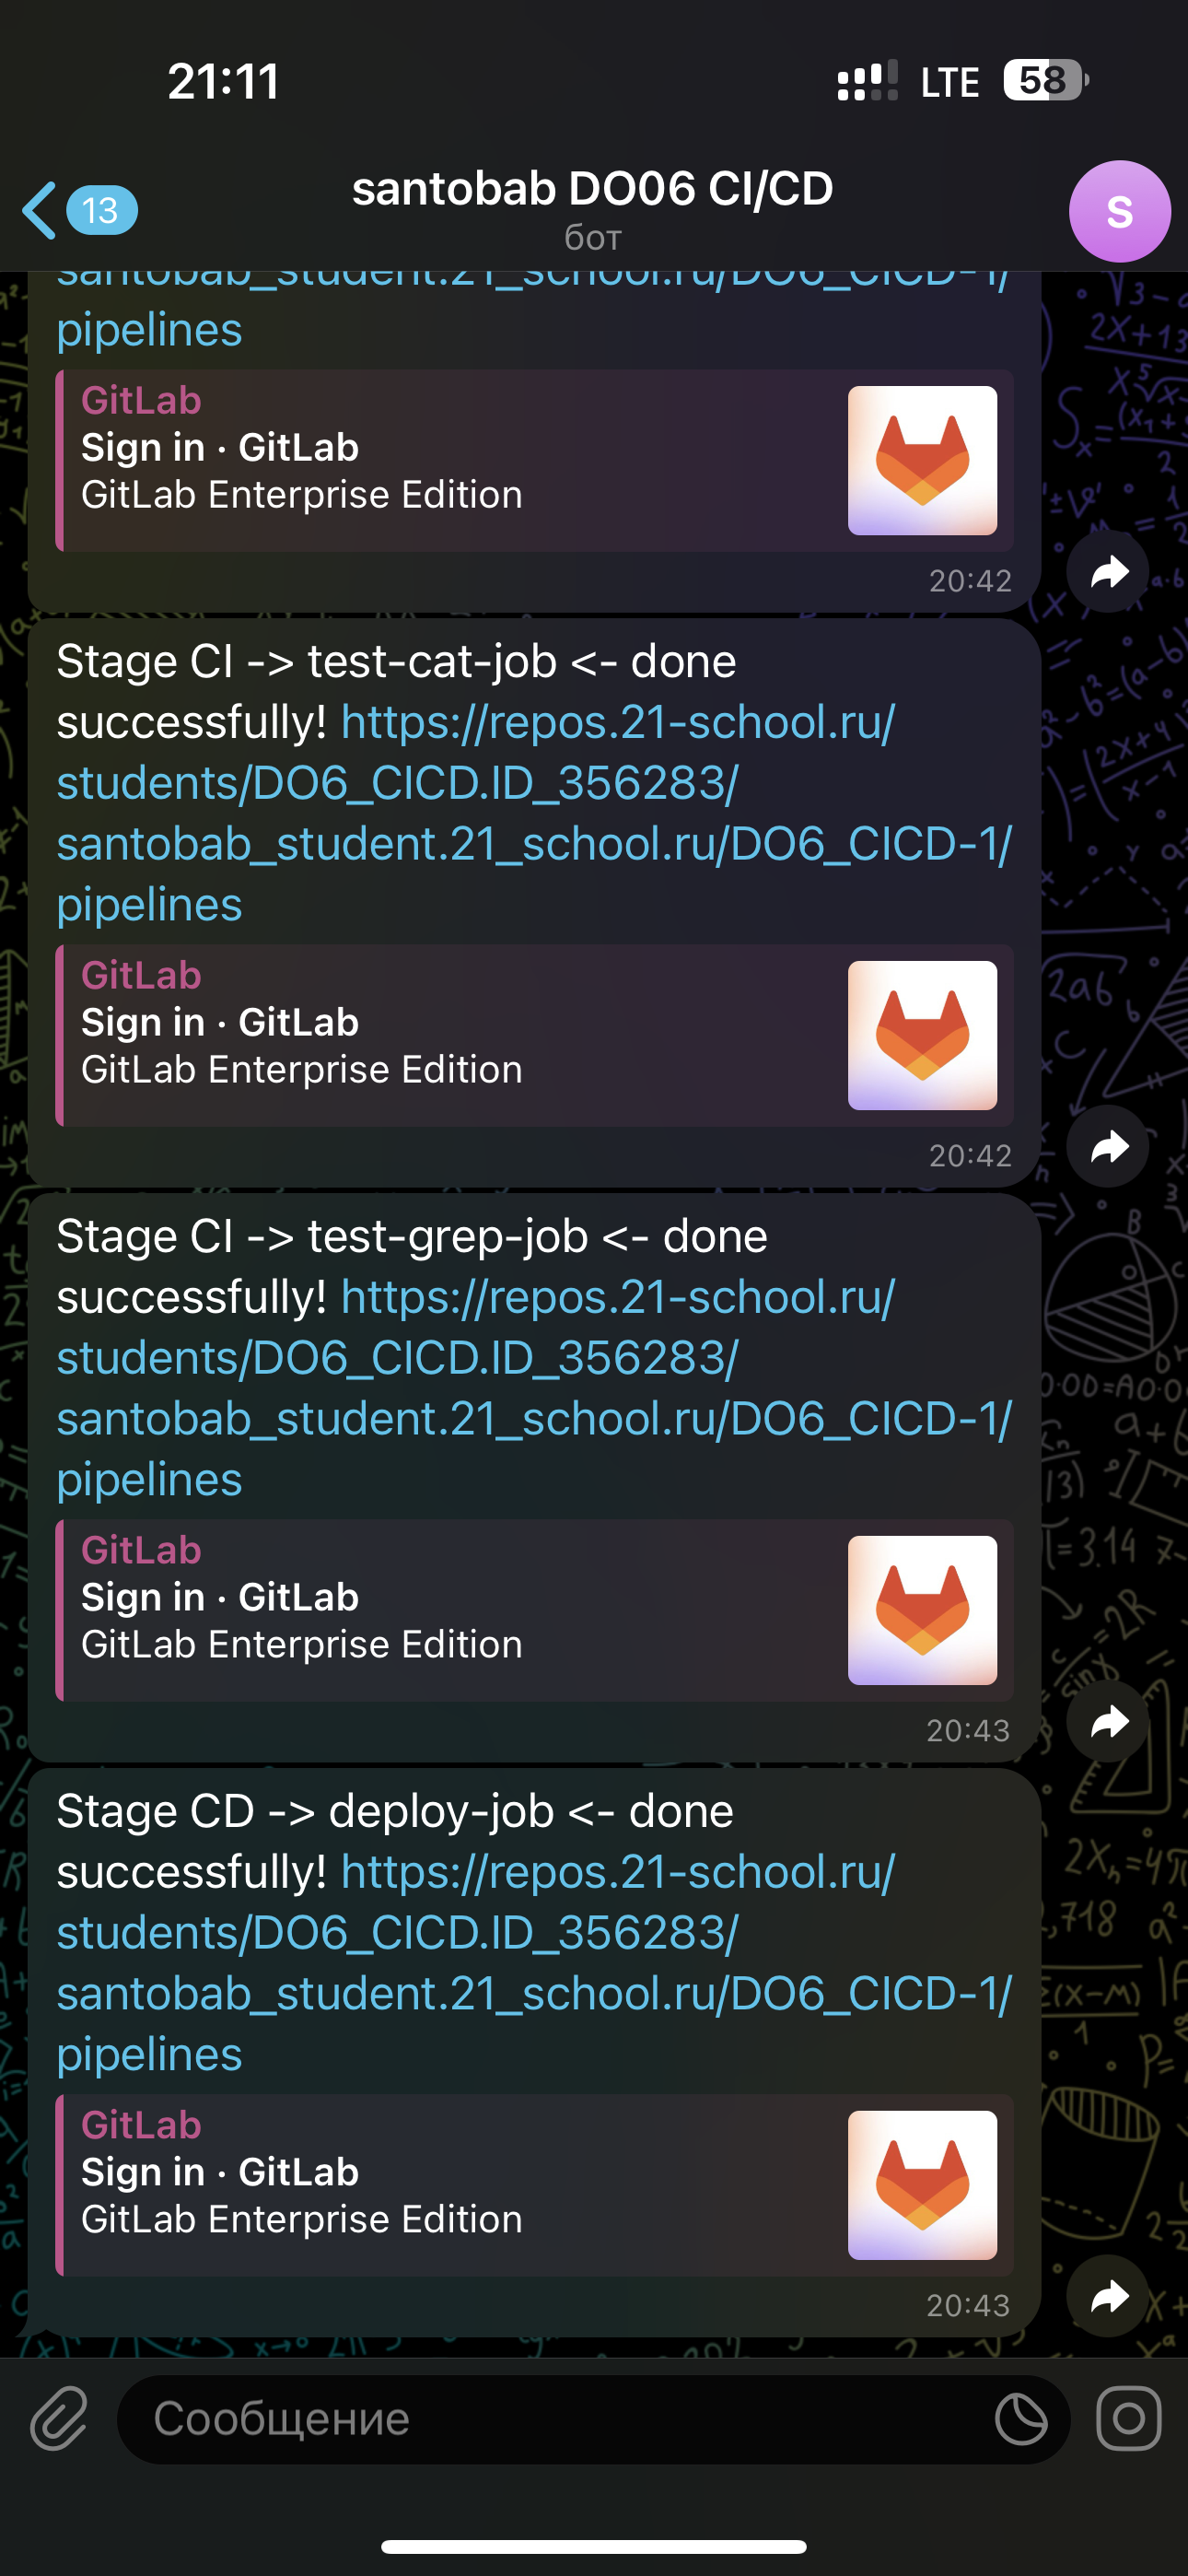 21:11
LTE
58
13
santobab DO06 CI/CD
S
бот
santobab_student.21_school.ru/DO6_CICD-1/
pipelines
GitLab
Sign in · GitLab
GitLab Enterprise Edition
20:42
Stage CI -> test-cat-job <- done
successfully! https://repos.21-school.ru/
students/DO6_CICD.ID_356283/
santobab_student.21_school.ru/DO6_CICD-1/
pipelines
GitLab
Sign in · GitLab
GitLab Enterprise Edition
20:42
Stage CI -> test-grep-job <- done
successfully! https://repos.21-school.ru/
students/DO6_CICD.ID_356283/
santobab_student.21_school.ru/DO6_CICD-1/
pipelines
GitLab
Sign in · GitLab
GitLab Enterprise Edition
20:43
Stage CD -> deploy-job <- done
successfully! https://repos.21-school.ru/
students/DO6_CICD.ID_356283/
santobab_student.21_school.ru/DO6_CICD-1/
pipelines
GitLab
Sign in · GitLab
GitLab Enterprise Edition
20:43
Сообщение